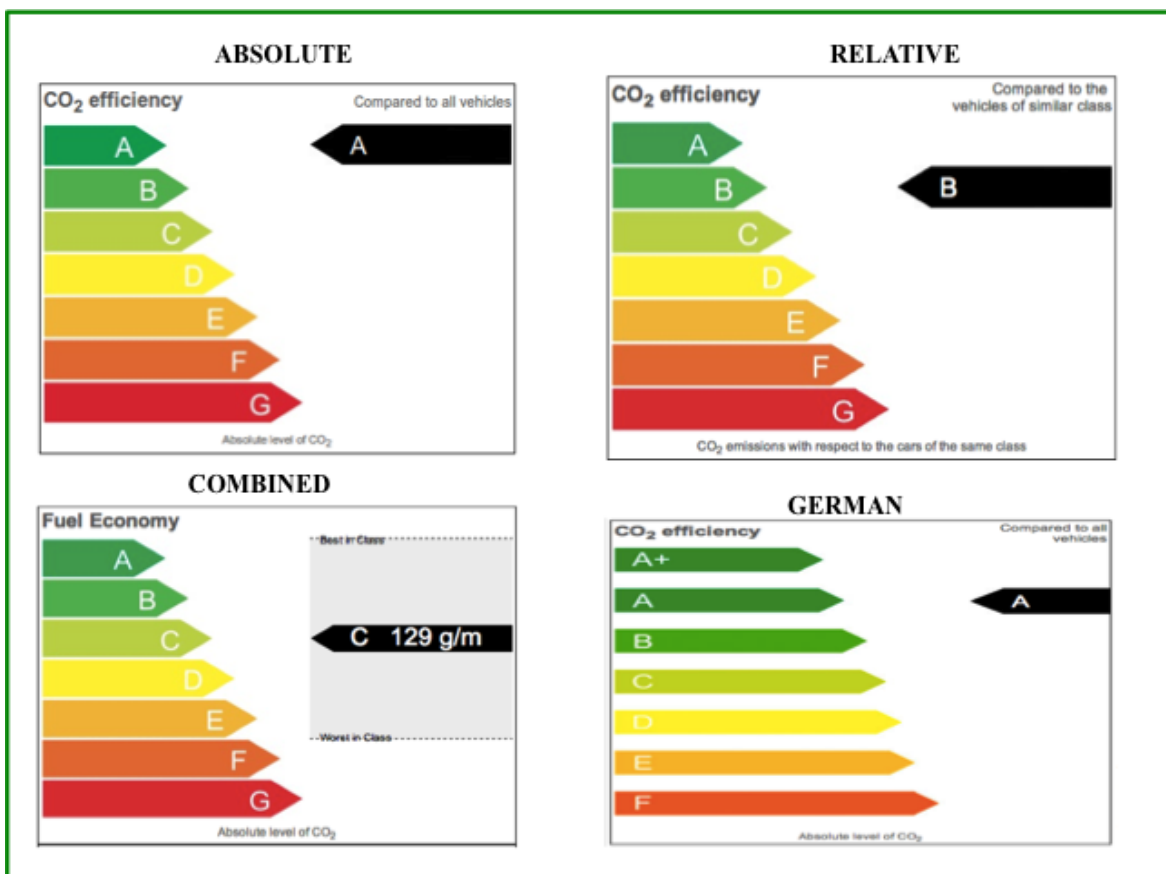 ABSOLUTE
CO2 efficiency
Compared to all vehicles
A
A
B
C
D
E
F
G
Absolute level of CO2
RELATIVE
CO2 efficiency
Compared to the
vehicles of similar class
A
B
B
C
D
E
F
G
CO2 emissions with respect to the cars of the same class
COMBINED
Fuel Economy
Best in Class
A
B
C
C 129 g/m
D
E
Worst in Class
F
G
Absolute level of CO2
GERMAN
CO2 efficiency
Compared to all
vehicles
A+
A
A
B
C
D
E
F
Absolute level of CO2